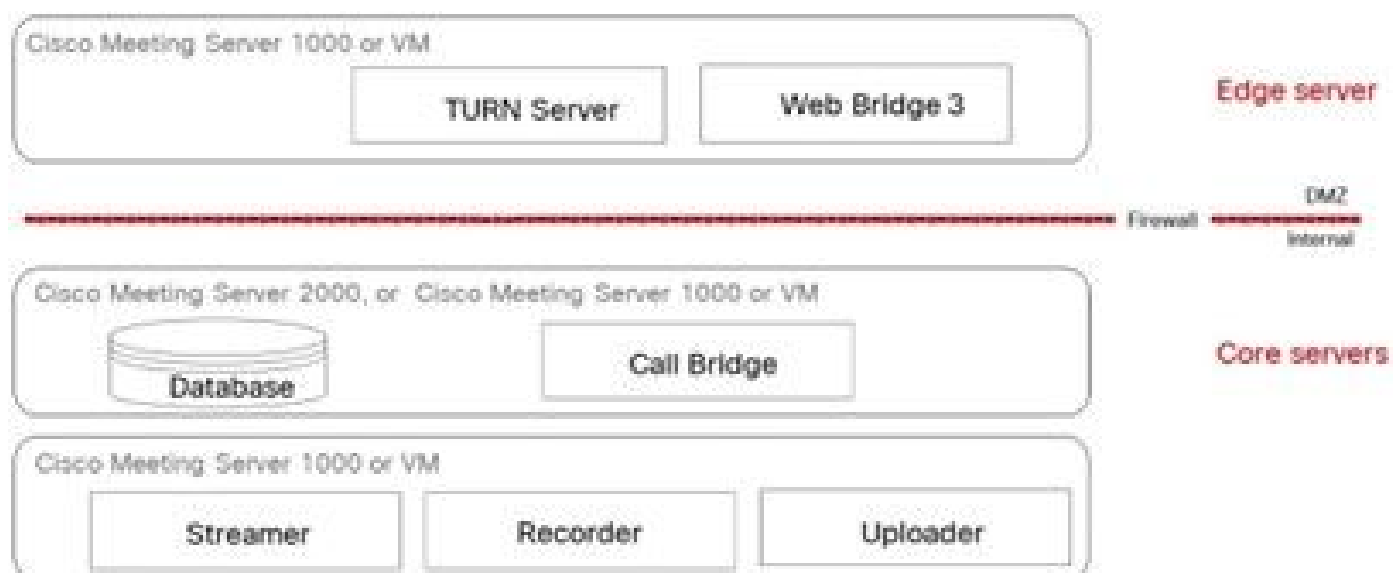 Cisco Meeting Server 1000 or VM
TURN Server
Web Bridge 3
Edge server
DMZ
Firewall
Internal
Cisco Meeting Server 2000, or Cisco Meeting Server 1000 or VM
Database
Call Bridge
Core servers
Cisco Meeting Server 1000 or VM
Streamer
Recorder
Uploader